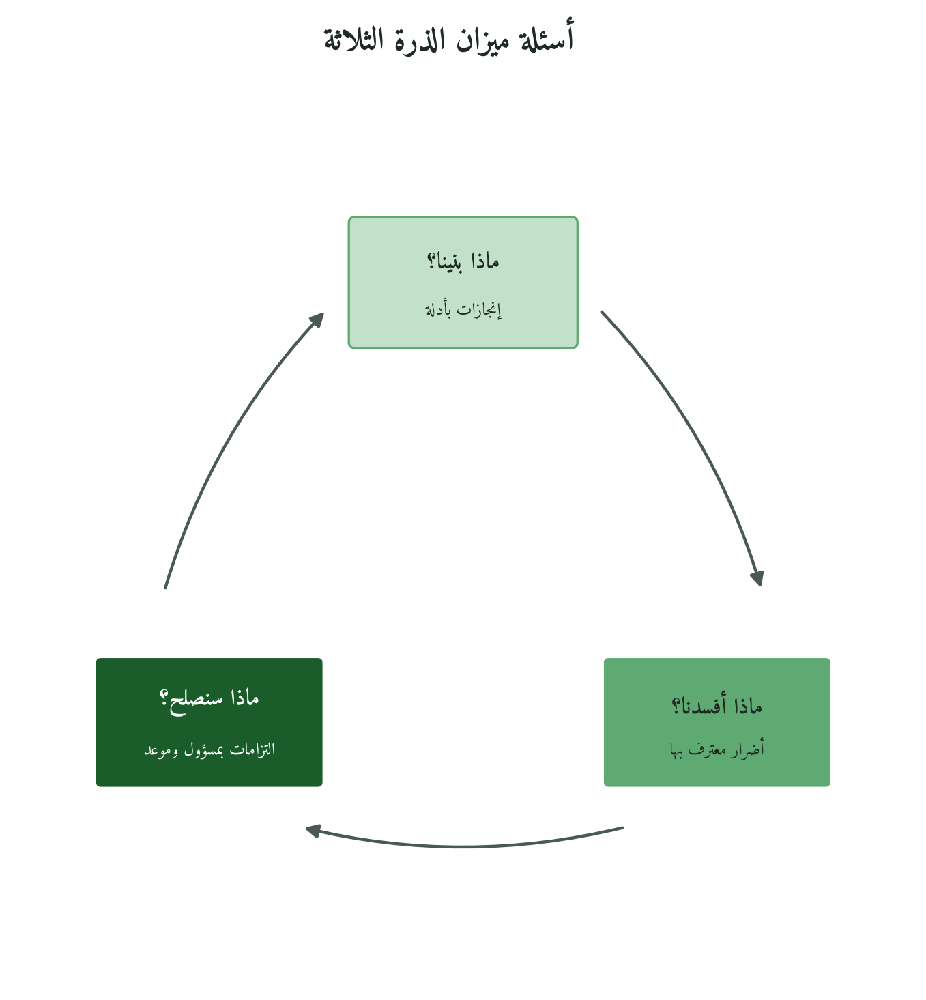 أسئلة ميزان الذرة الثلاثة
ماذا بنينا؟
إنجازات بأدلة
ماذا أفسدنا؟
أضرار معترف بها
ماذا سنصلح؟
التزامات بمسؤول وموعد